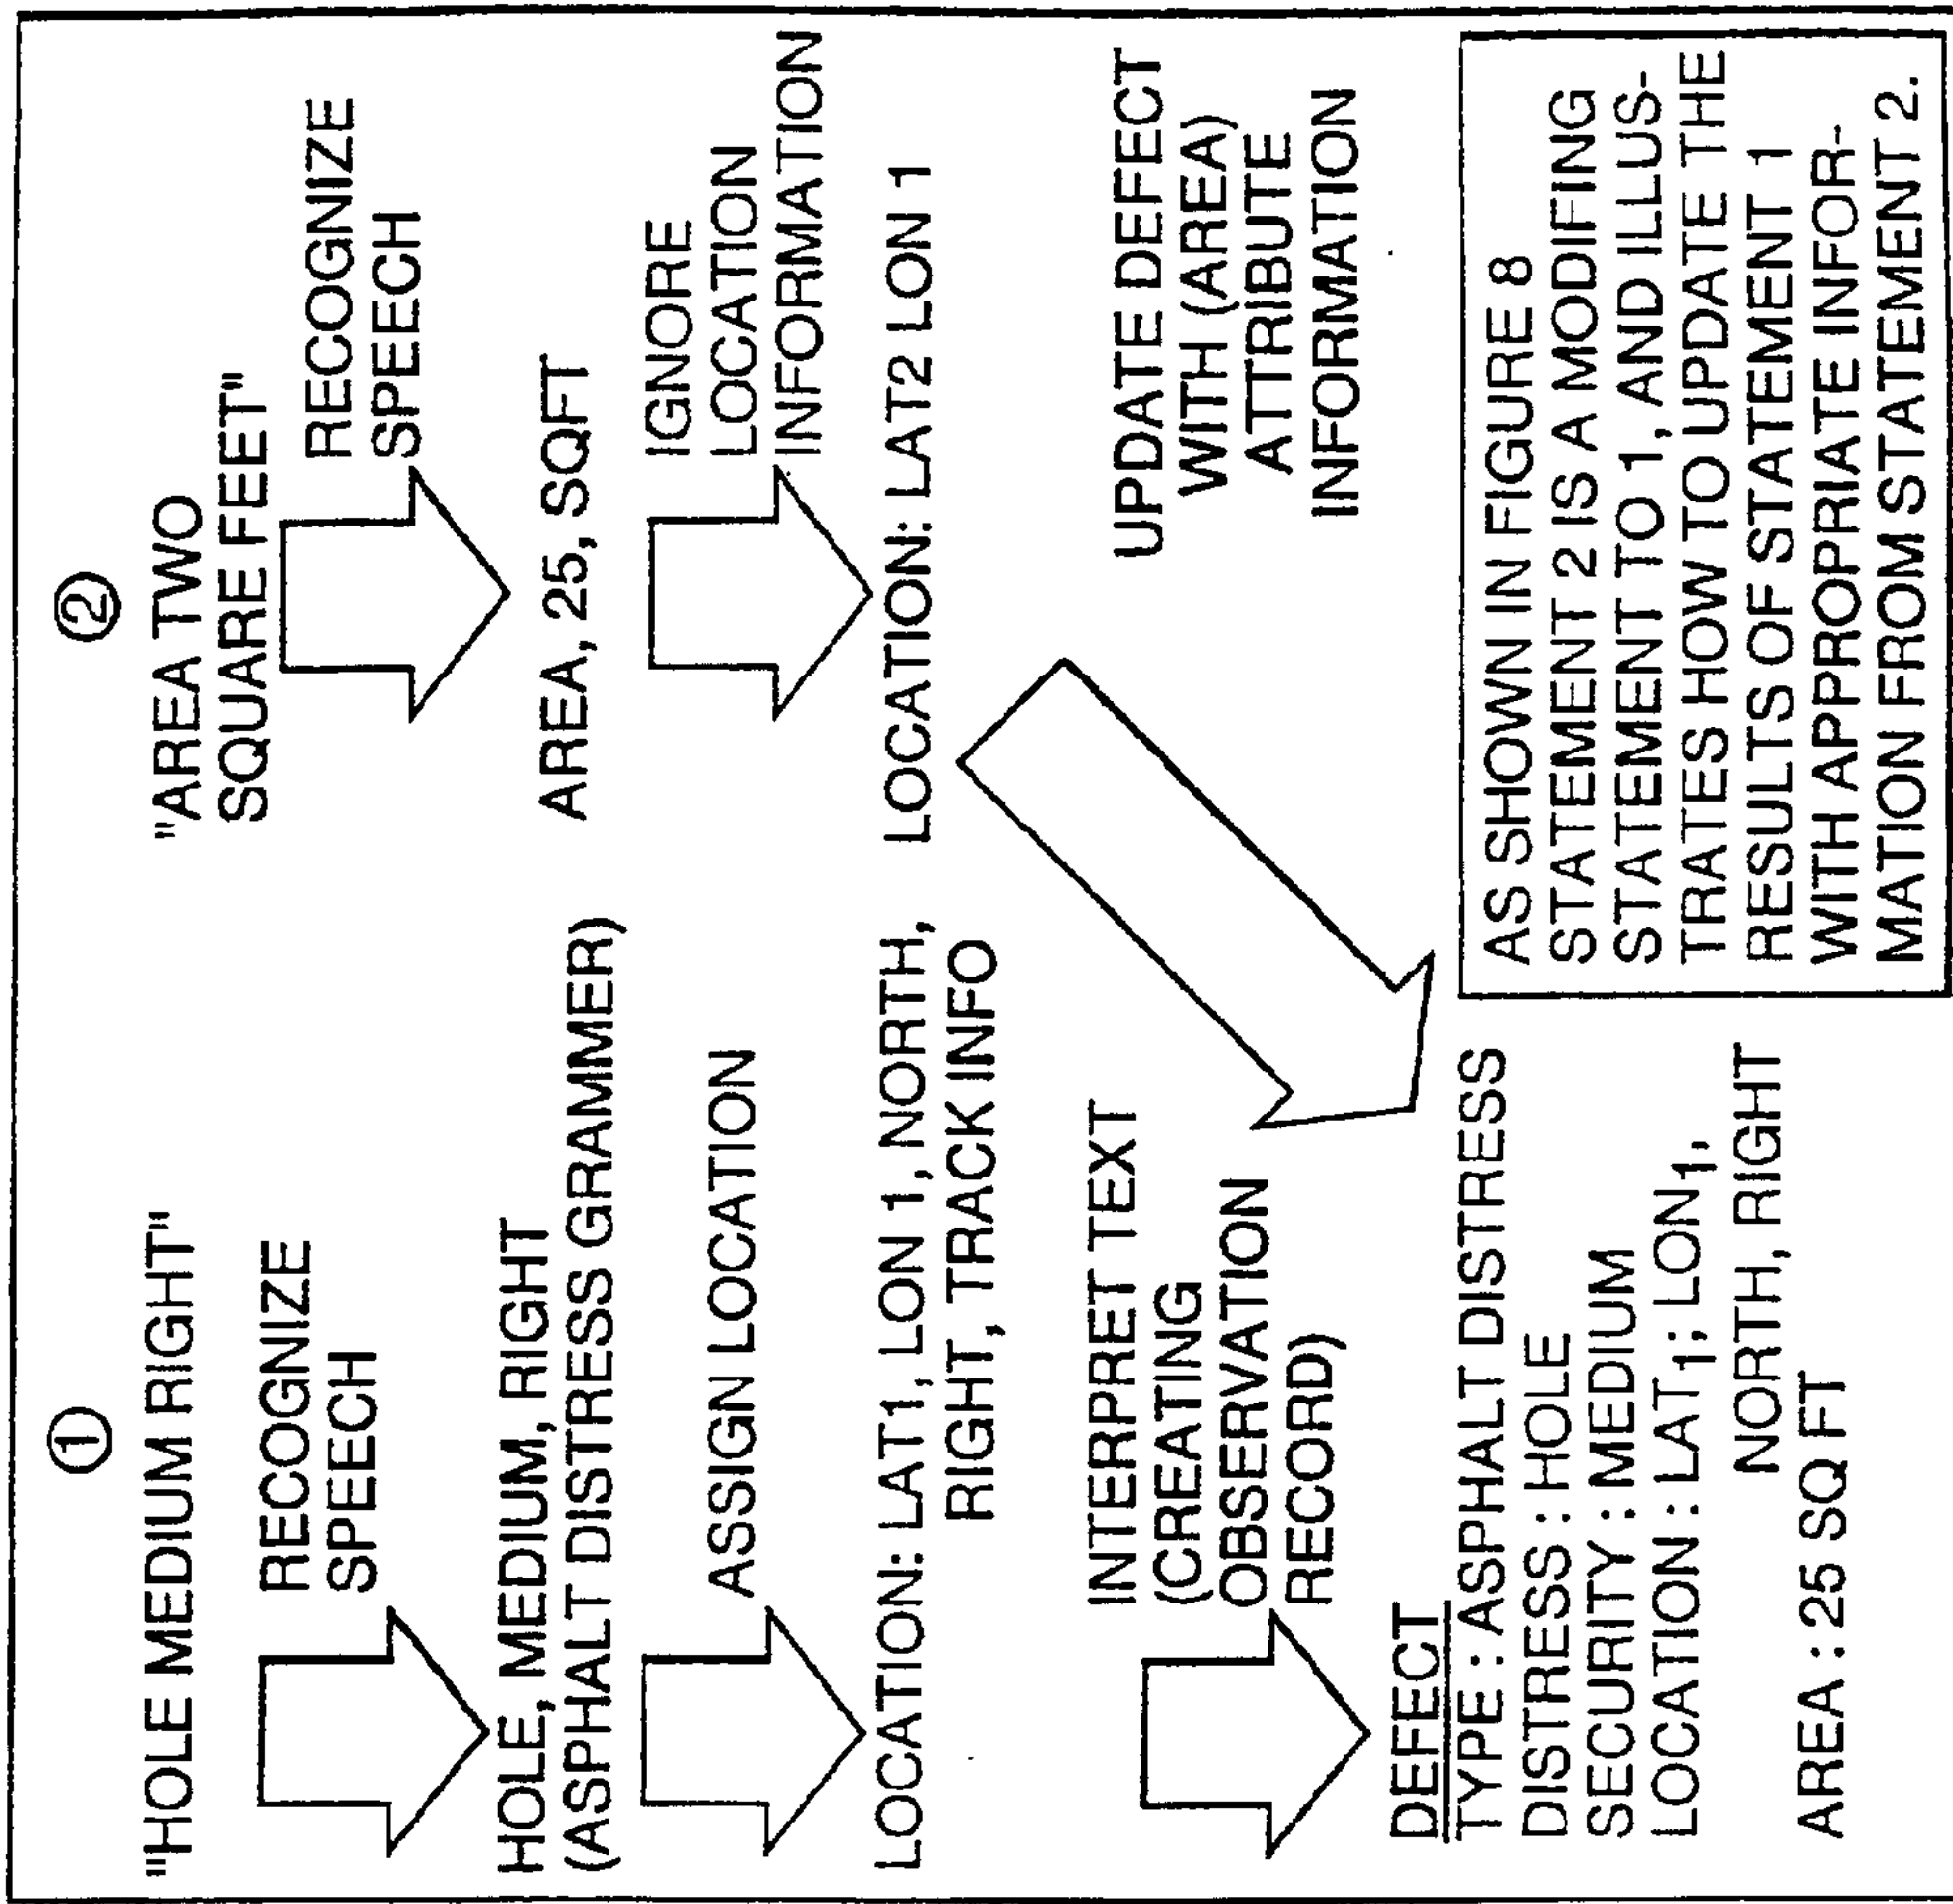 ①
"HOLE MEDIUM RIGHT"
RECOGNIZE
SPEECH
HOLE, MEDIUM, RIGHT
(ASPHALT DISTRESS GRAMMER)
ASSIGN LOCATION
LOCATION: LAT1, LON 1, NORTH,
RIGHT, TRACK INFO
INTERPRET TEXT
(CREATING
OBSERVATION
RECORD)
DEFECT
TYPE : ASPHALT DISTRESS
DISTRESS : HOLE
SECURITY : MEDIUM
LOCATION : LAT 1; LON1,
NORTH, RIGHT
AREA : 25 SQ FT
②
"AREA TWO
SQUARE FEET"
RECOGNIZE
SPEECH
AREA, 25, SQFT
IGNORE
LOCATION
INFORMATION
LOCATION: LAT2 LON 1
UPDATE DEFECT
WITH (AREA)
ATTRIBUTE
INFORMATION
AS SHOWN IN FIGURE 8
STATEMENT 2 IS A MODIFING
STATEMENT TO 1, AND ILLUS-
TRATES HOW TO UPDATE THE
RESULTS OF STATEMENT 1
WITH APPROPRIATE INFOR-
MATION FROM STATEMENT 2.